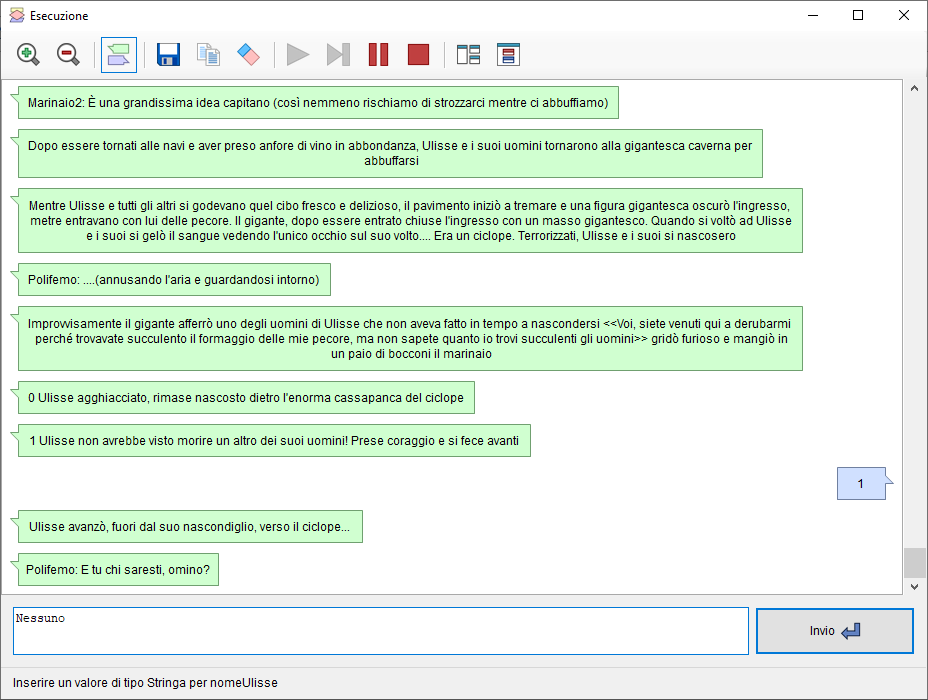 Esecuzione
Marinaio2: È una grandissima idea capitano (così nemmeno rischiamo di strozzarci mentre ci abbuffiamo)
Dopo essere tornati alle navi e aver preso anfore di vino in abbondanza, Ulisse e i suoi uomini tornarono alla gigantesca caverna per
abbuffarsi
Mentre Ulisse e tutti gli altri si godevano quel cibo fresco e delizioso, il pavimento iniziò a tremare e una figura gigantesca oscurò l'ingresso,
metre entravano con lui delle pecore. Il gigante, dopo essere entrato chiuse l'ingresso con un masso gigantesco. Quando si voltò ad Ulisse
e i suoi si gelò il sangue vedendo l'unico occhio sul suo volto.... Era un ciclope. Terrorizzati, Ulisse e i suoi si nascosero
Polifemo: ....(annusando l'aria e guardandosi intorno)
Improvvisamente il gigante afferrò uno degli uomini di Ulisse che non aveva fatto in tempo a nascondersi <<Voi, siete venuti qui a derubarmi
perché trovavate succulento il formaggio delle mie pecore, ma non sapete quanto io trovi succulenti gli uomini>> gridò furioso e mangiò in
un paio di bocconi il marinaio
0 Ulisse agghiacciato, rimase nascosto dietro l'enorma cassapanca del ciclope
1 Ulisse non avrebbe visto morire un altro dei suoi uomini! Prese coraggio e si fece avanti
1
Ulisse avanzò, fuori dal suo nascondiglio, verso il ciclope...
Polifemo: E tu chi saresti, omino?
Nessuno
Invio
Inserire un valore di tipo Stringa per nomeUlisse